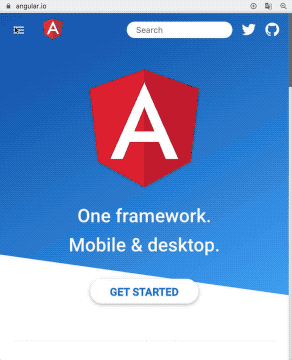 angular.io
Search
A
A
One framework.
Mobile & desktop.
GET STARTED